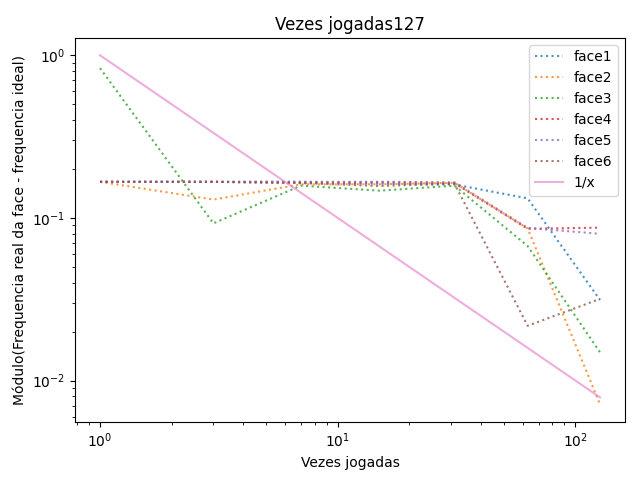 Vezes jogadas127
Módulo(Frequencia real da face - frequencia ideal)
10⁰
10⁻¹
10⁻²
face1
face2
face3
face4
face5
face6
1/x
10⁰
10¹
10²
Vezes jogadas